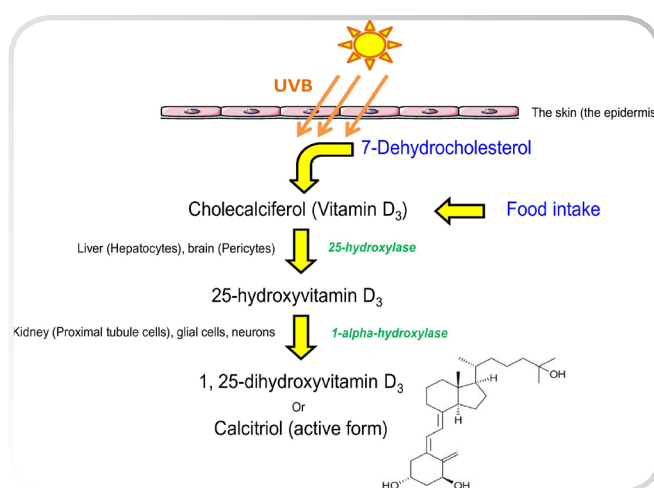 UVB
The skin (the epidermis
7-Dehydrocholesterol
Cholecalciferol (Vitamin D₃)
Food intake
Liver (Hepatocytes), brain (Pericytes)
25-hydroxylase
25-hydroxyvitamin D₃
Kidney (Proximal tubule cells), glial cells, neurons
1-alpha-hydroxylase
1, 25-dihydroxyvitamin D₃
Or
Calcitriol (active form)
H
OH
H
HO
OH